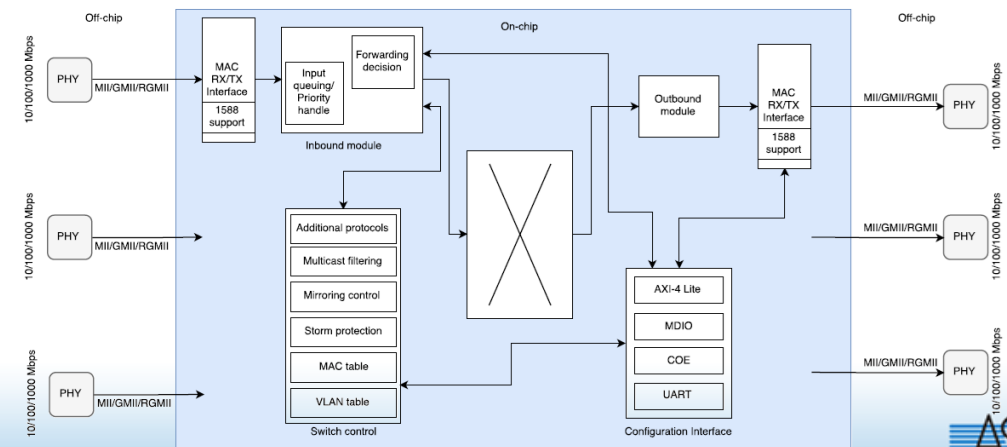 Off-chip
On-chip
Off-chip
10/100/1000 Mbps
PHY
MII/GMII/RGMII
MAC
RX/TX
Interface
1588
support
Input
queuing/
Priority
handle
Forwarding
decision
Inbound module
Outbound
module
MAC
RX/TX
Interface
1588
support
MII/GMII/RGMII
PHY
10/100/1000 Mbps
10/100/1000 Mbps
PHY
MII/GMII/RGMII
MII/GMII/RGMII
PHY
10/100/1000 Mbps
Additional protocols
Multicast filtering
Mirroring control
Storm protection
MAC table
VLAN table
Switch control
AXI-4 Lite
MDIO
COE
UART
Configuration Interface
10/100/1000 Mbps
PHY
MII/GMII/RGMII
MII/GMII/RGMII
PHY
10/100/1000 Mbps